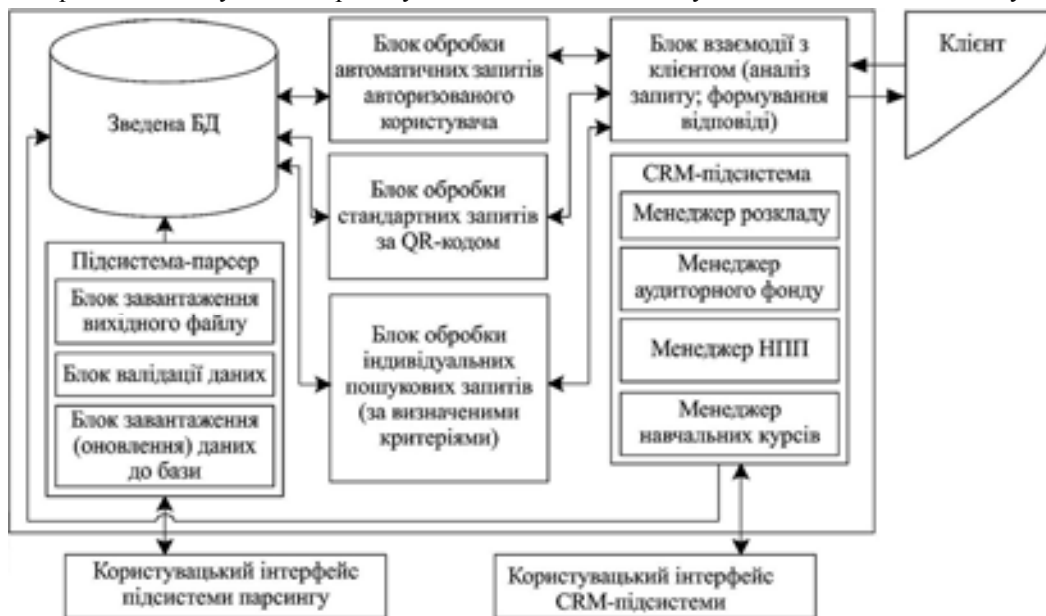 Зведена БД
Блок обробки
автоматичних запитів
авторизованого
користувача
Блок взаємодії з
клієнтом (аналіз
запиту; формування
відповіді)
Клієнт
Блок обробки
стандартних запитів
за QR-кодом
CRM-підсистема
Менеджер розкладу
Менеджер
аудиторного фонду
Менеджер НПП
Менеджер
навчальних курсів
Підсистема-парсер
Блок завантаження
вихідного файлу
Блок валідації даних
Блок завантаження
(оновлення) даних
до бази
Блок обробки
індивідуальних
пошукових запитів
(за визначеними
критеріями)
Користувацький інтерфейс
підсистеми парсингу
Користувацький інтерфейс
CRM-підсистеми